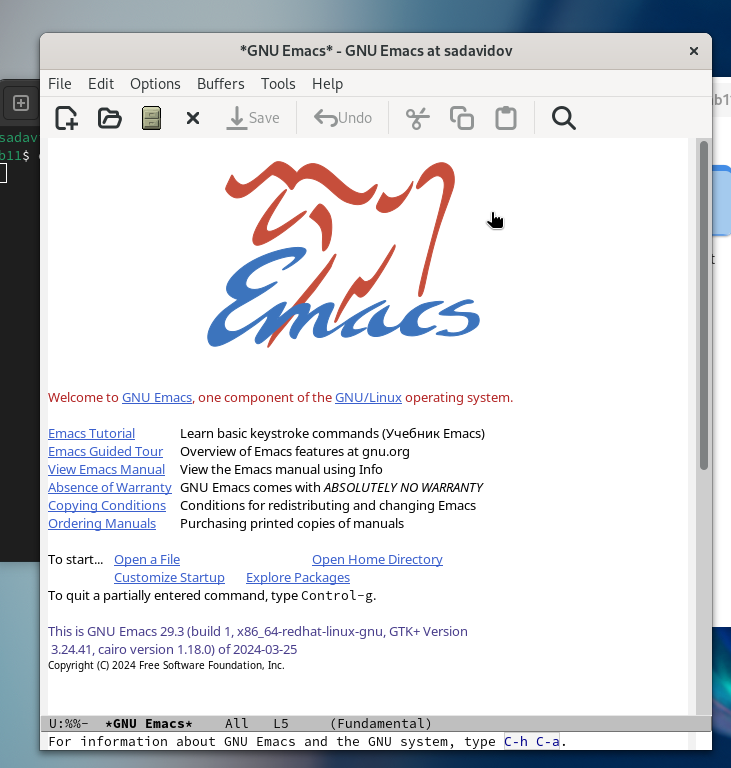 *GNU Emacs* - GNU Emacs at sadavidov
File Edit Options Buffers Tools Help
Save Undo
Emacs
Welcome to GNU Emacs, one component of the GNU/Linux operating system.
Emacs Tutorial Learn basic keystroke commands (Учебник Emacs)
Emacs Guided Tour Overview of Emacs features at gnu.org
View Emacs Manual View the Emacs manual using Info
Absence of Warranty GNU Emacs comes with ABSOLUTELY NO WARRANTY
Copying Conditions Conditions for redistributing and changing Emacs
Ordering Manuals Purchasing printed copies of manuals
To start... Open a File Open Home Directory
Customize Startup Explore Packages
To quit a partially entered command, type Control-g.
This is GNU Emacs 29.3 (build 1, x86_64-redhat-linux-gnu, GTK+ Version
3.24.41, cairo version 1.18.0) of 2024-03-25
Copyright (C) 2024 Free Software Foundation, Inc.
U:%%- *GNU Emacs* All L5 (Fundamental)
For information about GNU Emacs and the GNU system, type C-h C-a.